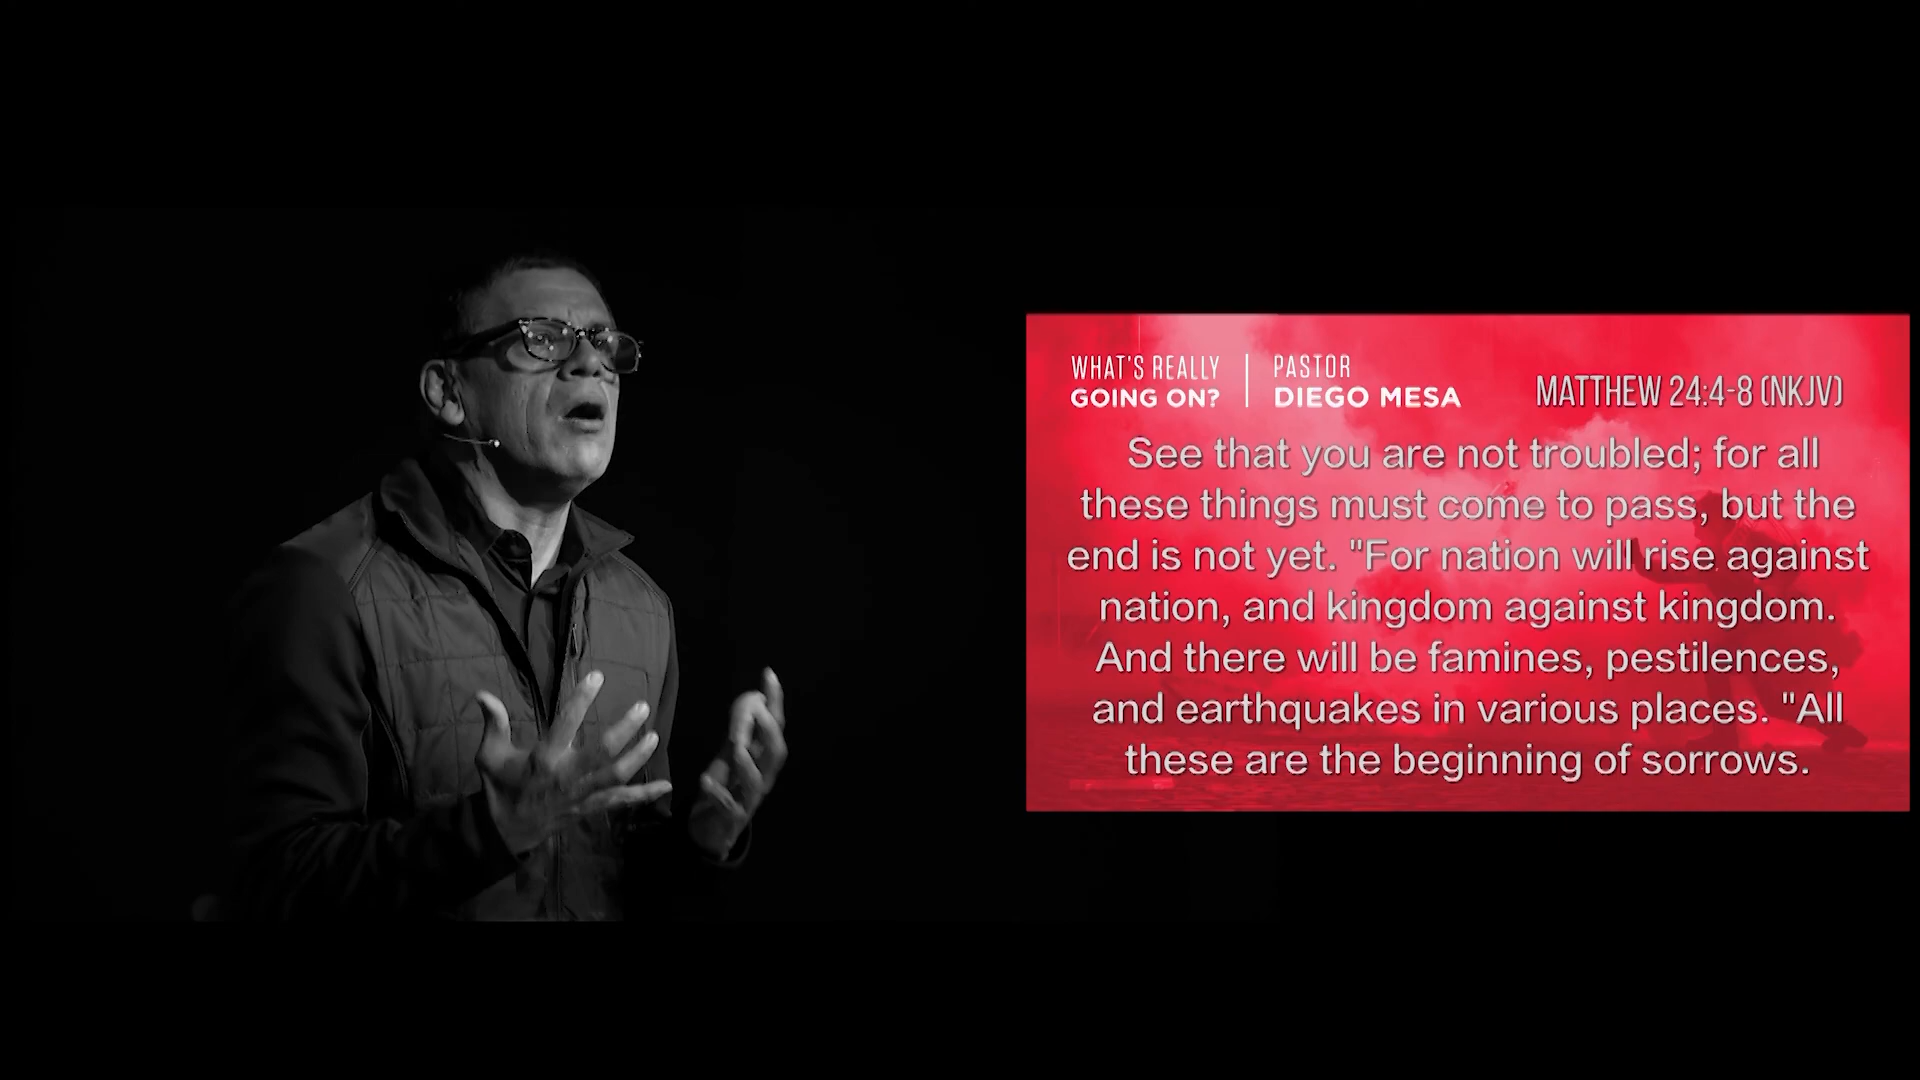 WHAT'S REALLY
GOING ON?
PASTOR
DIEGO MESA
MATTHEW 24:4-8 (NKJV)
See that you are not troubled; for all
these things must come to pass, but the
end is not yet. "For nation will rise against
nation, and kingdom against kingdom.
And there will be famines, pestilences,
and earthquakes in various places. "All
these are the beginning of sorrows.